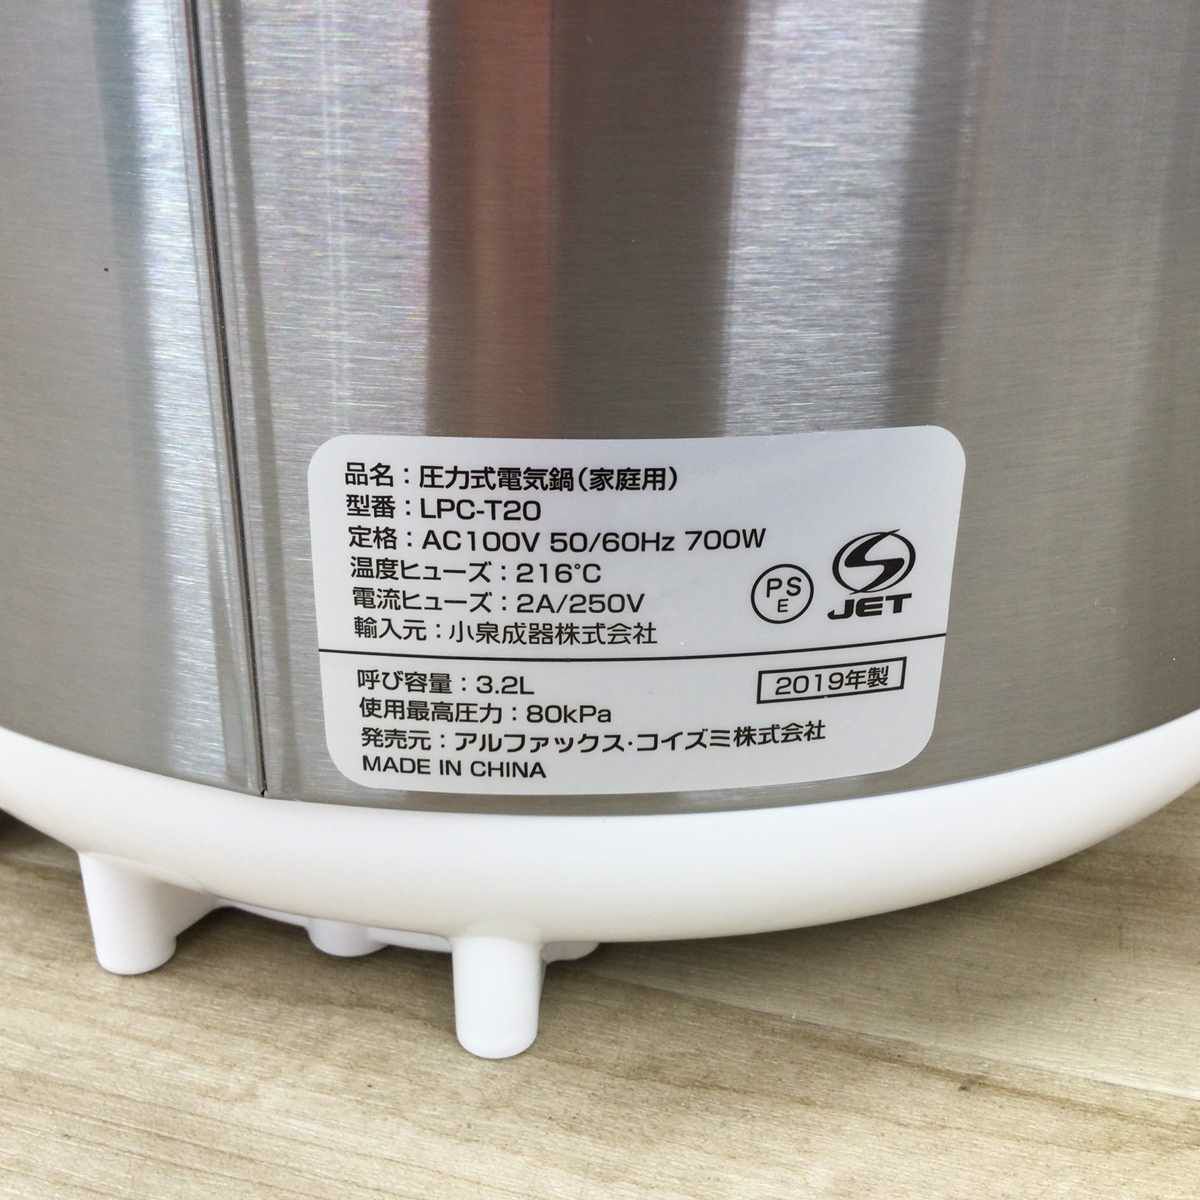 品名：圧力式電気鍋（家庭用）
型番：LPC-T20
定格：AC100V 50/60Hz 700W
温度ヒューズ：216°C
電流ヒューズ：2A/250V
輸入元：小泉成器株式会社
PS
E
JET
呼び容量：3.2L
2019年製
使用最高圧力：80kPa
発売元：アルファックス・コイズミ株式会社
MADE IN CHINA